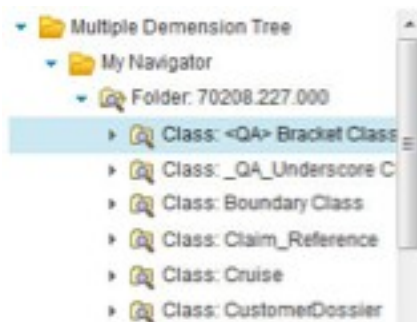 Multiple Demension Tree
My Navigator
Folder: 70208.227.000
Class: <QA> Bracket Class
Class: _QA_Underscore C
Class: Boundary Class
Class: Claim_Reference
Class: Cruise
Class: CustomerDossier